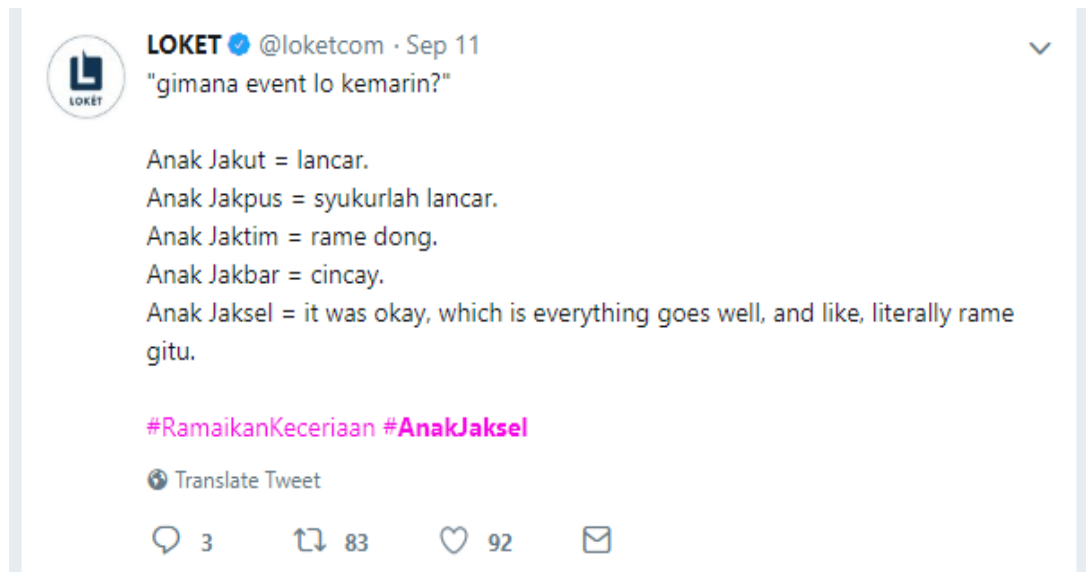 LOKET @loketcom · Sep 11
"gimana event lo kemarin?"
Anak Jakut = lancar.
Anak Jakpus = syukurlah lancar.
Anak Jaktim = rame dong.
Anak Jakbar = cincay.
Anak Jaksel = it was okay, which is everything goes well, and like, literally rame
gitu.
#RamaikanKeceriaan #AnakJaksel
Translate Tweet
3 83 92
LOKET